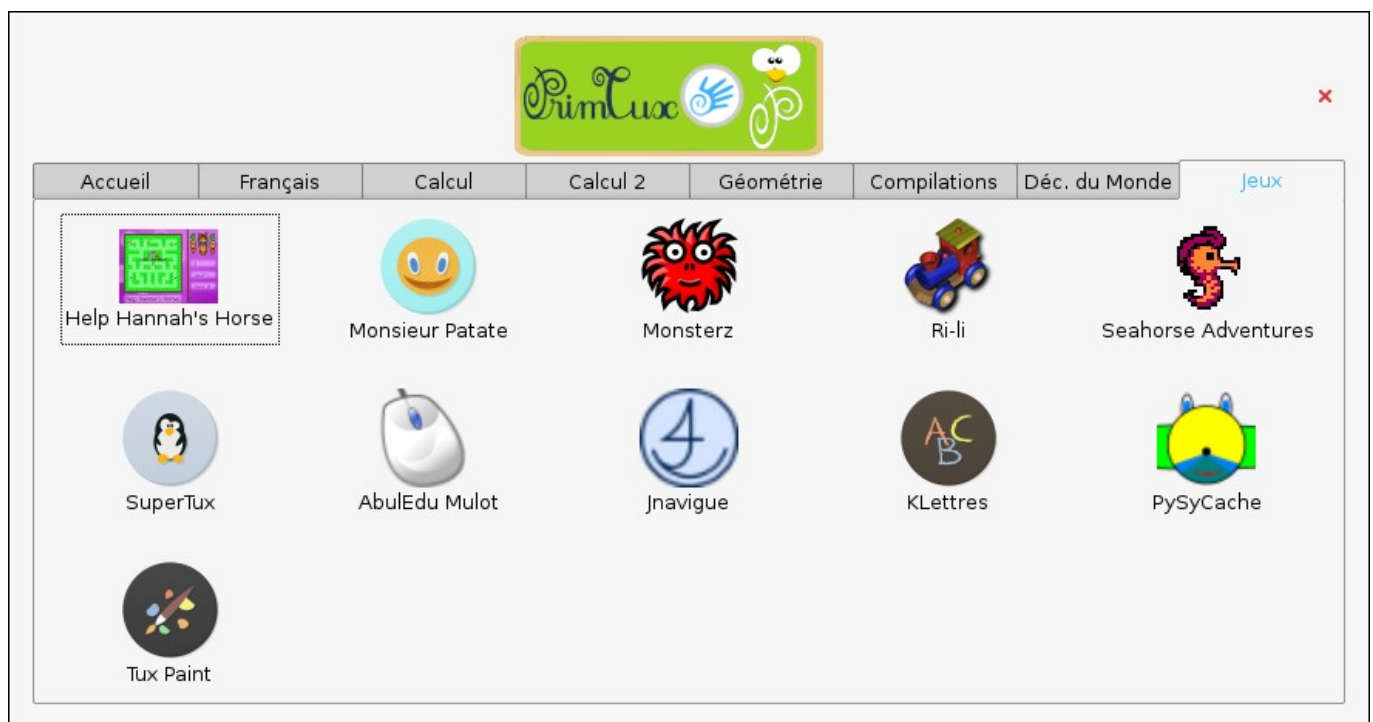 PrimTux
Accueil Français Calcul Calcul 2 Géométrie Compilations Déc. du Monde Jeux
Help Hannah's Horse Monsieur Patate Monsterz Ri-li Seahorse Adventures
SuperTux AbulEdu Mulot Jnavigue KLettres PySyCache
Tux Paint